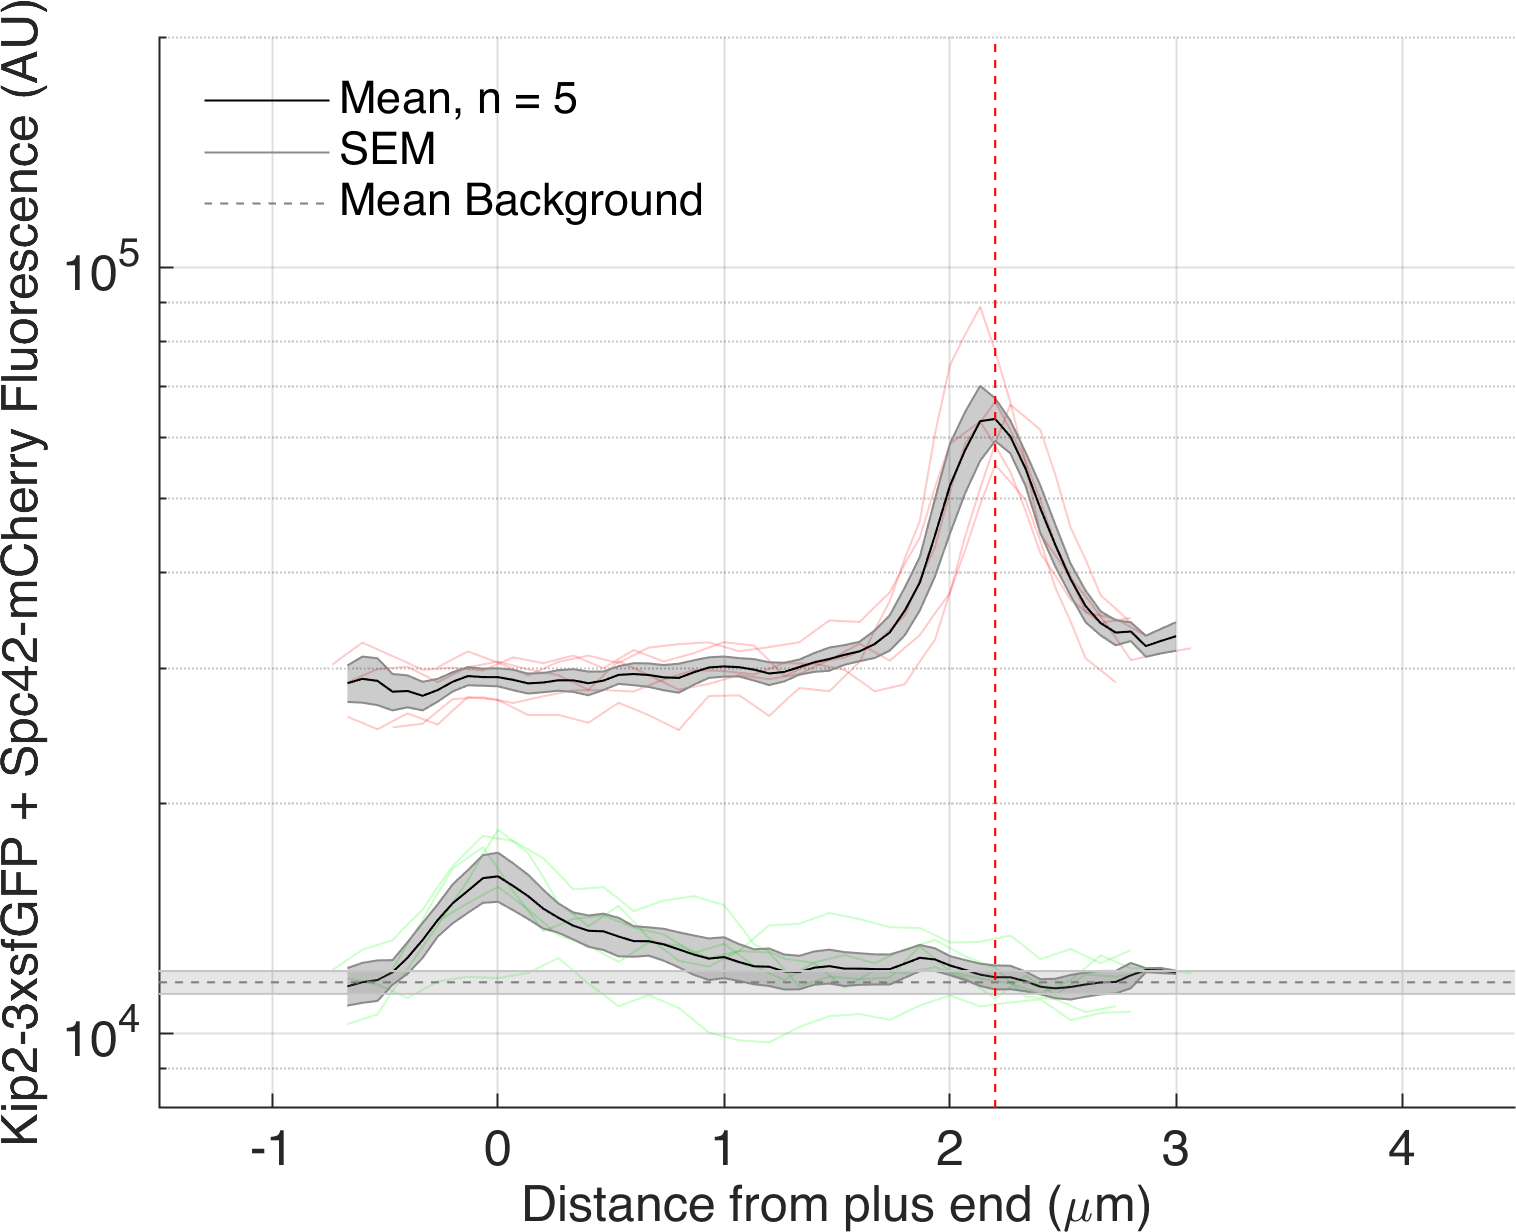 Kip2-3xsfGFP + Spc42-mCherry Fluorescence (AU)
Mean, n = 5
SEM
Mean Background
10^5
10^4
-1 0 1 2 3 4
Distance from plus end (μm)